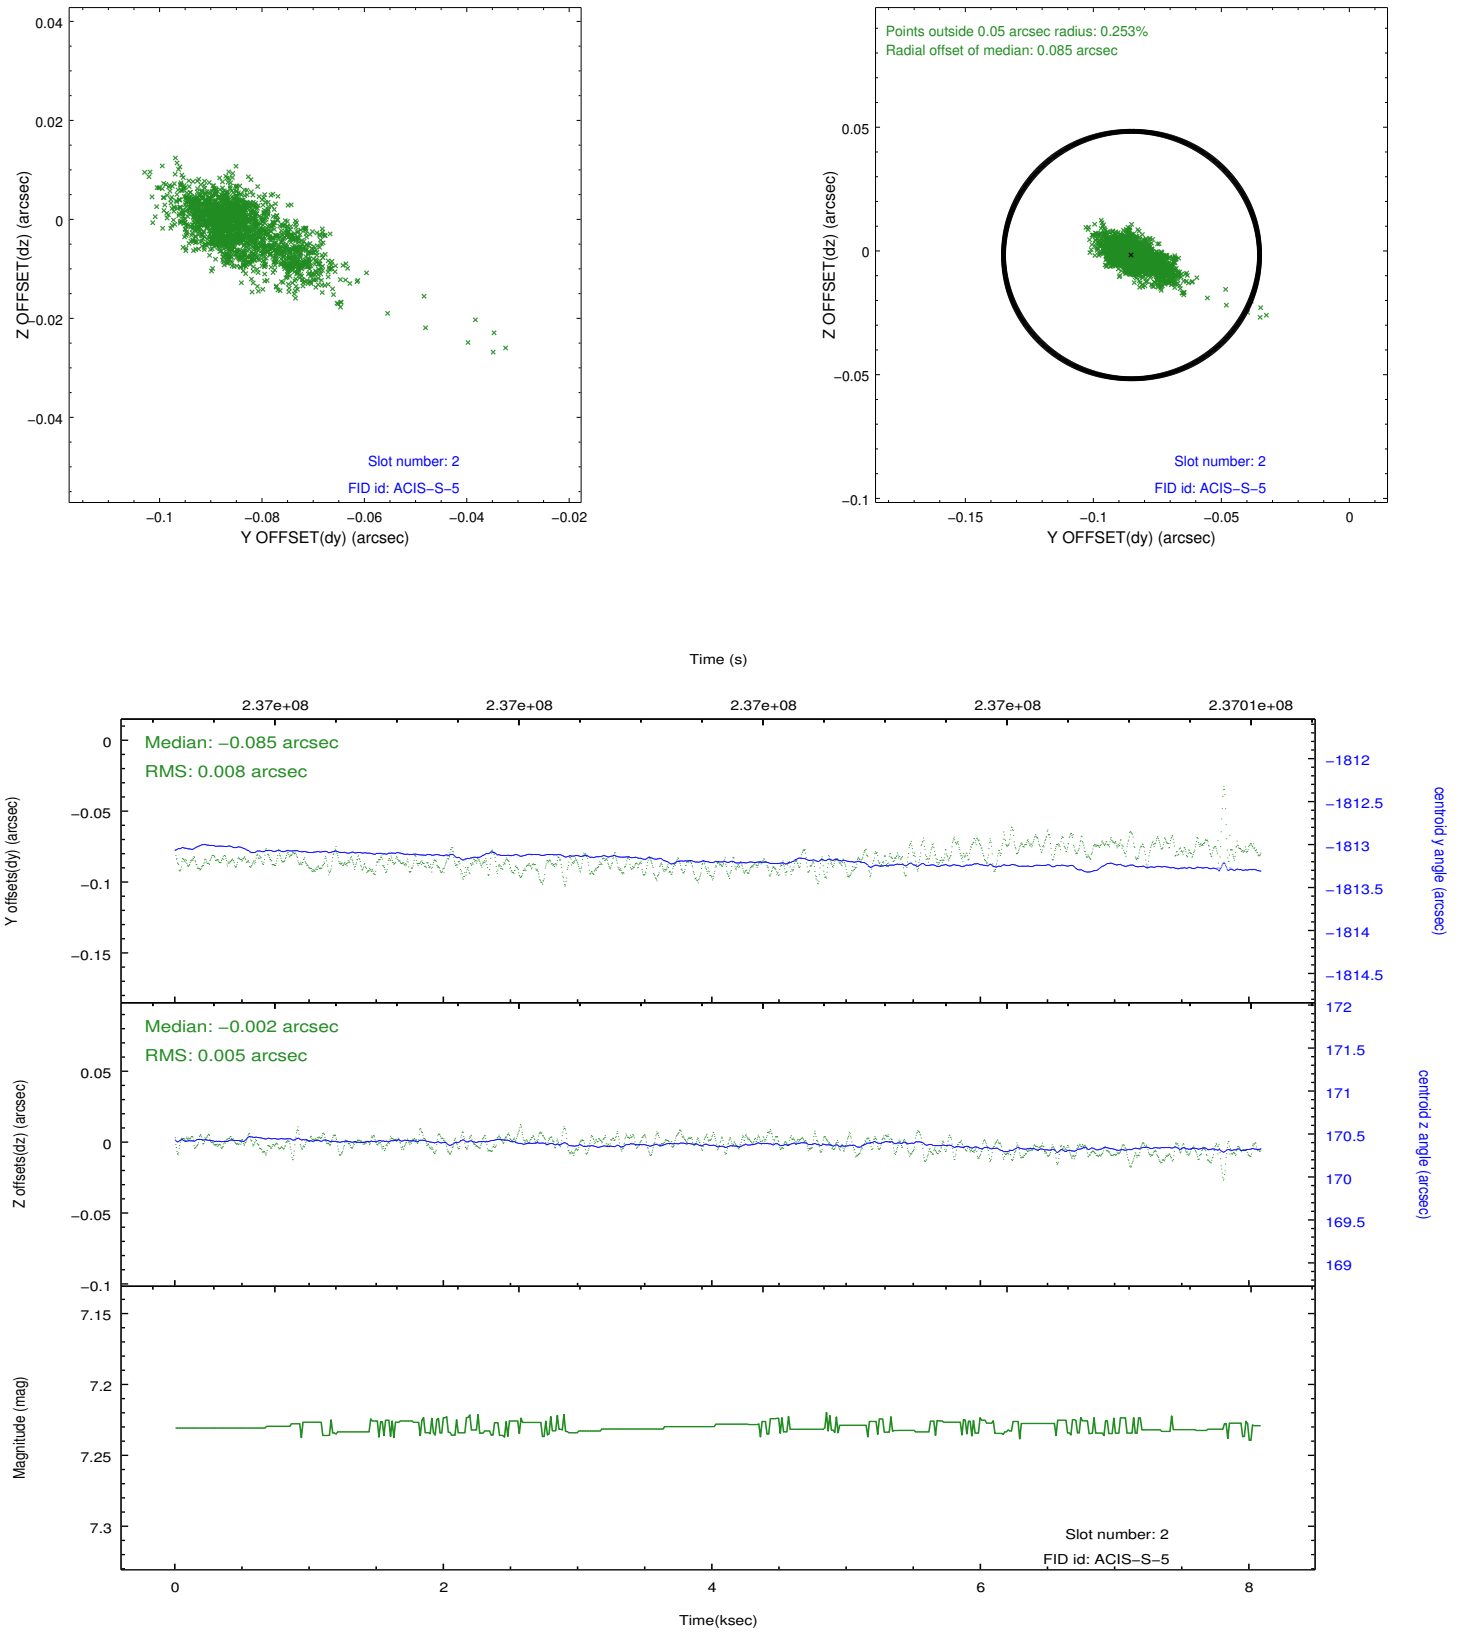 0.04
0.02
0
−0.02
−0.04
Z OFFSET(dz) (arcsec)
Slot number: 2
FID id: ACIS−S−5
−0.1
−0.08
−0.06
−0.04
−0.02
Y OFFSET(dy) (arcsec)
Points outside 0.05 arcsec radius: 0.253%
Radial offset of median: 0.085 arcsec
0.05
0
−0.05
−0.1
Z OFFSET(dz) (arcsec)
Slot number: 2
FID id: ACIS−S−5
−0.15
−0.1
−0.05
0
Y OFFSET(dy) (arcsec)
Time (s)
2.37e+08
2.37e+08
2.37e+08
2.37e+08
2.3701e+08
Median: −0.085 arcsec
RMS: 0.008 arcsec
0
−0.05
−0.1
−0.15
Y offsets(dy) (arcsec)
−1812
−1812.5
−1813
−1813.5
−1814
−1814.5
centroid y angle (arcsec)
Median: −0.002 arcsec
RMS: 0.005 arcsec
0.05
0
−0.05
−0.1
Z offsets(dz) (arcsec)
172
171.5
171
170.5
170
169.5
169
centroid z angle (arcsec)
7.15
7.2
7.25
7.3
Magnitude (mag)
Slot number: 2
FID id: ACIS−S−5
0
2
4
6
8
Time(ksec)